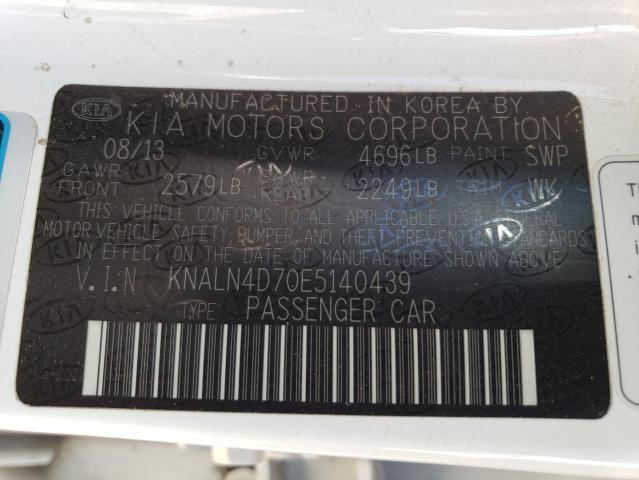 MANUFACTURED IN KOREA BY
KIA KIA MOTORS CORPORATION
08/13 GVWR 4696LB PAINT SWP
GAWR FRONT 2579LB GAWR REAR 2249LB TRIM WK
THIS VEHICLE CONFORMS TO ALL APPLICABLE U.S.A FEDERAL
MOTOR VEHICLE SAFETY BUMPER, AND THEFT PREVENTION STANDARDS
IN EFFECT ON THE DATE OF MANUFACTURE SHOWN ABOVE
V.I.N KNALN4D70E5140439
TYPE PASSENGER CAR